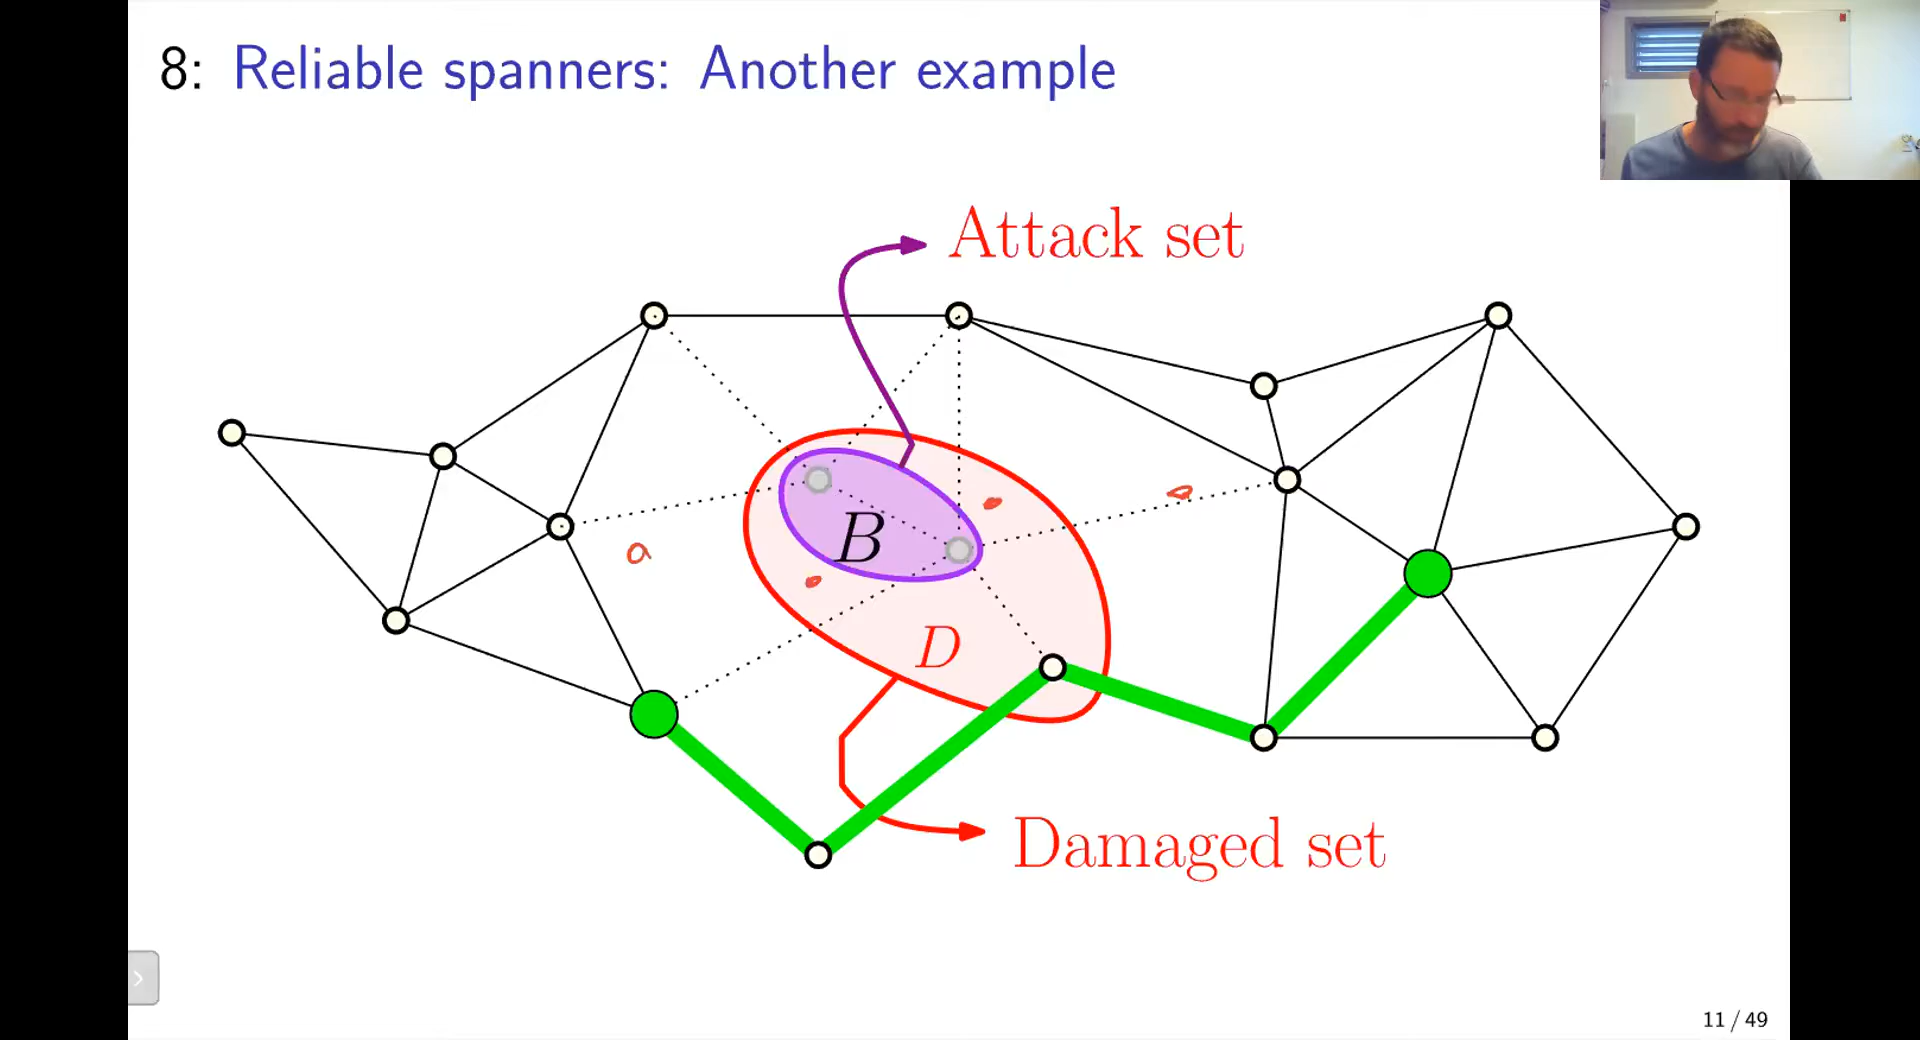 8: Reliable spanners: Another example
Attack set
B
D
Damaged set
11 / 49